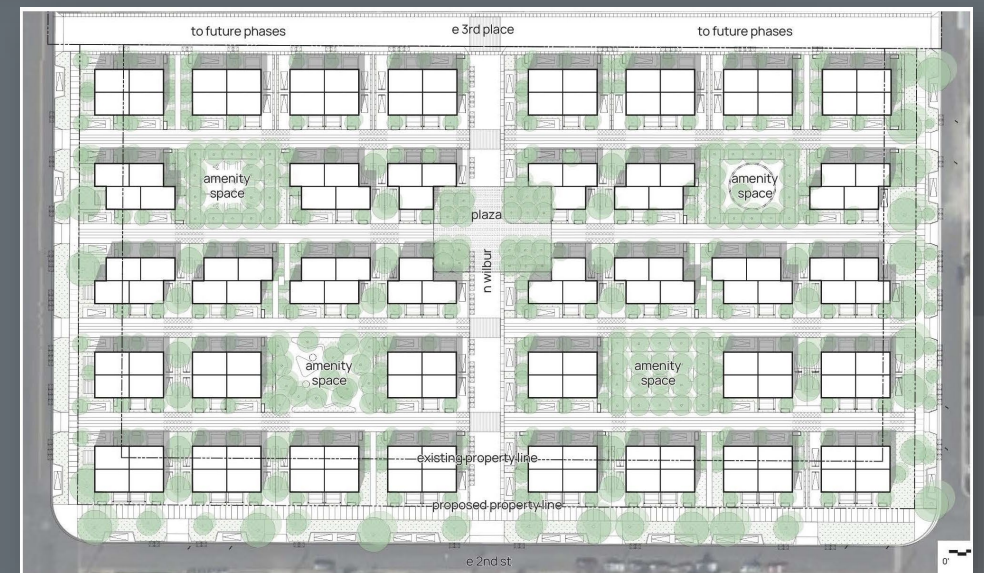 to future phases
e 3rd place
to future phases
amenity
space
amenity
space
plaza
n wilbur
amenity
space
amenity
space
existing property line
proposed property line
e 2nd st
0'